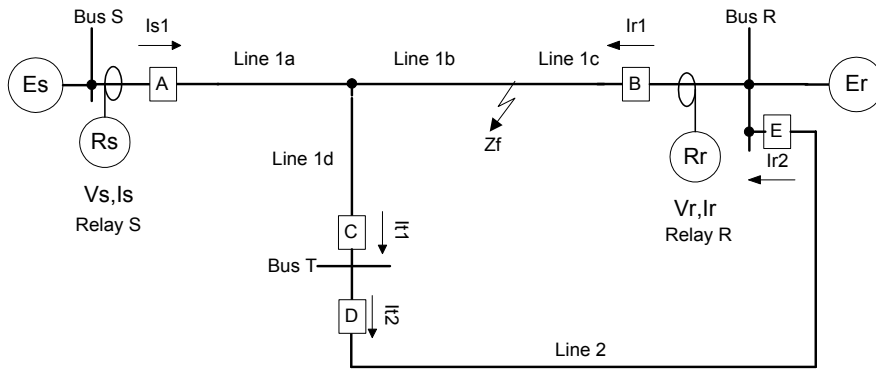 Bus S
Is1
Line 1a
Line 1b
Line 1c
Ir1
Bus R
Es
A
B
Er
Rs
Zf
Rr
E
Ir2
Line 1d
Vs,Is
Relay S
Vr,Ir
Relay R
C
It1
Bus T
D
It2
Line 2